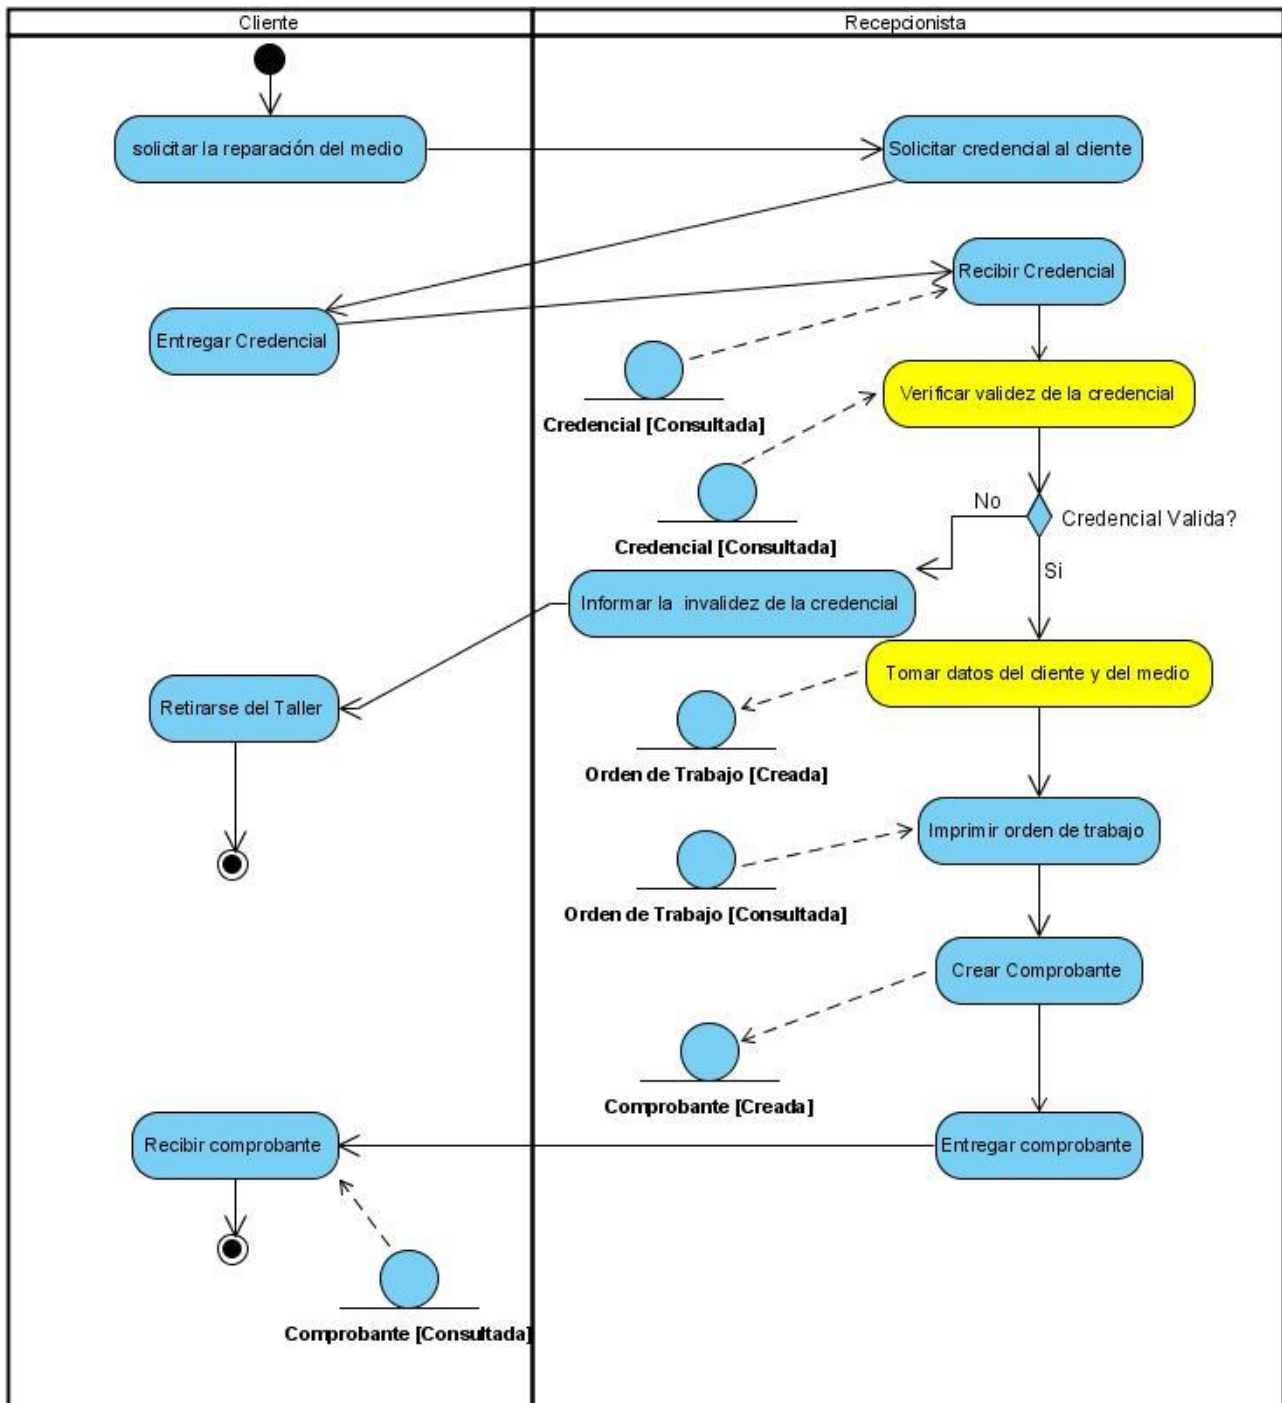 Cliente
Recepcionista
solicitar la reparación del medio
Solicitar credencial al cliente
Recibir Credencial
Entregar Credencial
Credencial [Consultada]
Verificar validez de la credencial
Credencial [Consultada]
No
Credencial Valida?
Si
Informar la invalidez de la credencial
Tomar datos del cliente y del medio
Retirarse del Taller
Orden de Trabajo [Creada]
Imprimir orden de trabajo
Orden de Trabajo [Consultada]
Crear Comprobante
Comprobante [Creada]
Recibir comprobante
Entregar comprobante
Comprobante [Consultada]